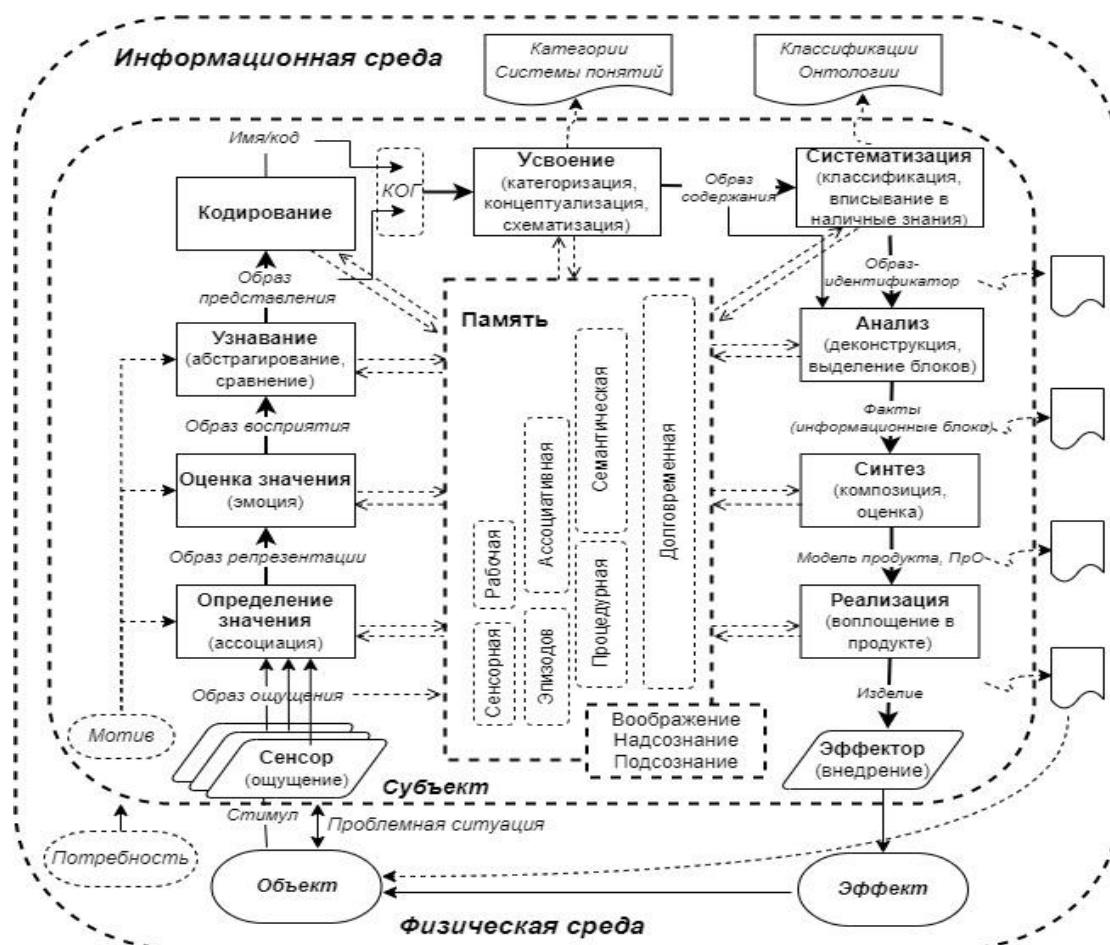 Информационная среда
Категории
Системы понятий
Классификации
Онтологии
Имя/код
КОГ
Кодирование
Усвоение
(категоризация,
концептуализация,
схематизация)
Образ
содержания
Систематизация
(классификация,
вписывание в
наличные знания)
Образ
представления
Образ-
идентификатор
Узнавание
(абстрагирование,
сравнение)
Память
Анализ
(деконструкция,
выделение блоков)
Образ восприятия
Факты
(информационные блоки)
Оценка значения
(эмоция)
Синтез
(композиция,
оценка)
Образ репрезентации
Модель продукта, ПрО
Определение
значения
(ассоциация)
Сенсорная
Рабочая
Эпизодов
Ассоциативная
Процедурная
Семантическая
Долговременная
Реализация
(воплощение в
продукте)
Образ ощущения
Изделие
Мотив
Сенсор
(ощущение)
Воображение
Надсознание
Подсознание
Эффектор
(внедрение)
Субъект
Стимул
Проблемная ситуация
Потребность
Объект
Эффект
Физическая среда